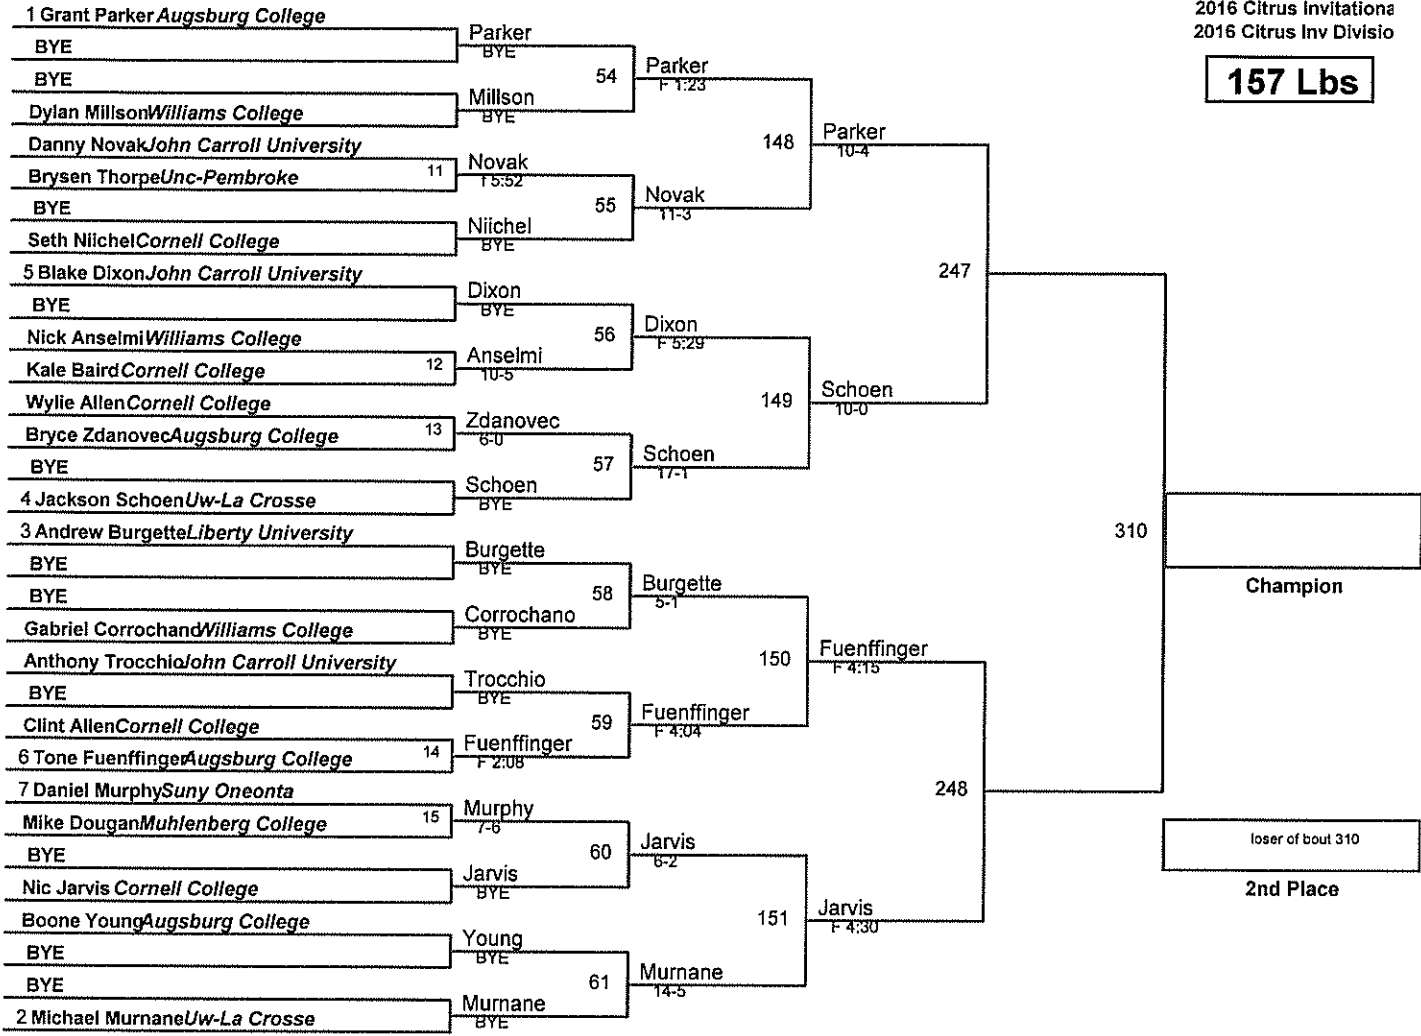 2016 Citrus Invitationa
2016 Citrus Inv Divisio
157 Lbs
1 Grant Parker Augsburg College
BYE
BYE
Dylan Millson Williams College
Danny Novak John Carroll University
11
Brysen Thorpe Unc-Pembroke
BYE
Seth Niichel Cornell College
5 Blake Dixon John Carroll University
BYE
Nick Anselmi Williams College
12
Kale Baird Cornell College
Wylie Allen Cornell College
13
Bryce Zdanovec Augsburg College
BYE
4 Jackson Schoen Uw-La Crosse
3 Andrew Burgette Liberty University
BYE
BYE
Gabriel Corrochano Williams College
Anthony Trocchio John Carroll University
BYE
Clint Allen Cornell College
14
6 Tone Fuenffinger Augsburg College
7 Daniel Murphy Suny Oneonta
15
Mike Dougan Muhlenberg College
BYE
Nic Jarvis Cornell College
Boone Young Augsburg College
BYE
BYE
2 Michael Murnane Uw-La Crosse
Parker
BYE
54
Millson
BYE
Novak
f 5:52
55
Niichel
BYE
Dixon
BYE
56
Anselmi
10-5
Zdanovec
6-0
57
Schoen
BYE
Burgette
BYE
58
Corrochano
BYE
Trocchio
BYE
59
Fuenffinger
F 2:08
Murphy
7-6
60
Jarvis
BYE
Young
BYE
61
Murnane
BYE
Parker
F 1:23
148
Novak
11-3
Dixon
F 5:29
149
Schoen
17-1
Burgette
5-1
150
Fuenffinger
F 4:04
Jarvis
6-2
151
Murnane
14-5
Parker
10-4
247
Schoen
10-0
Fuenffinger
F 4:15
248
Jarvis
F 4:30
310
Champion
loser of bout 310
2nd Place